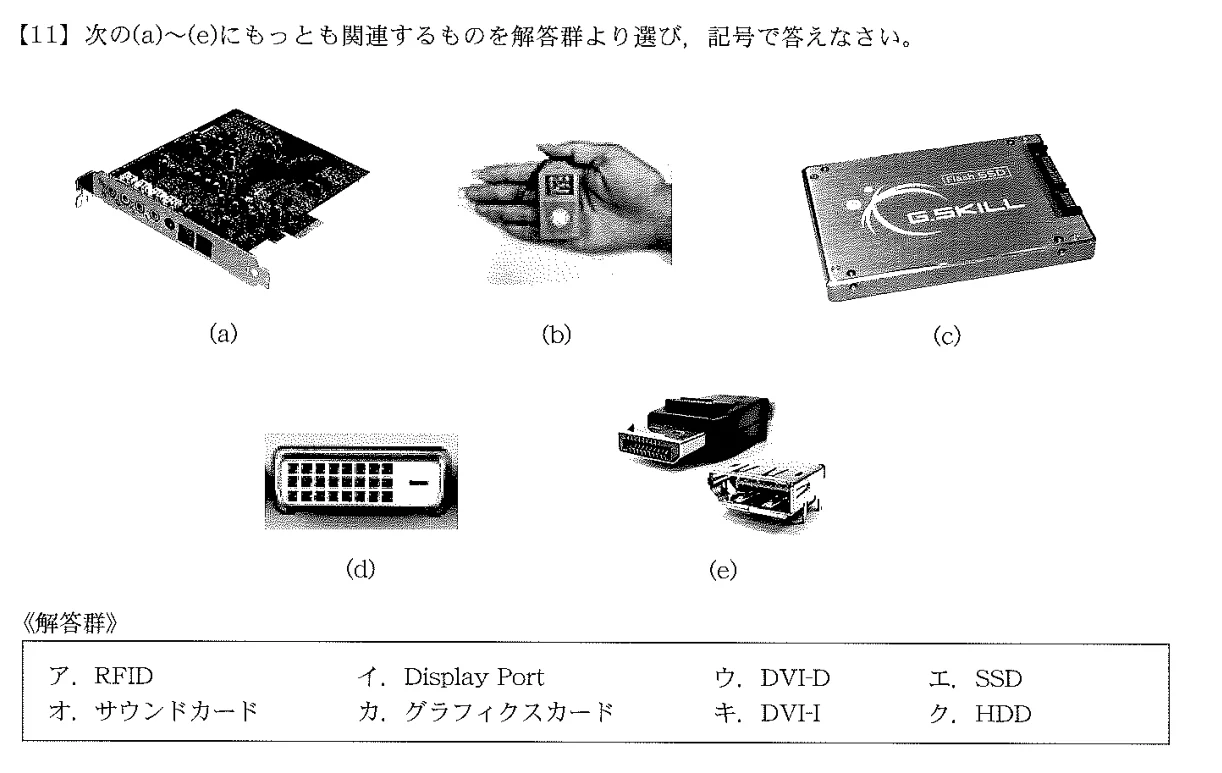 【11】次の(a)～(e)にもっとも関連するものを解答群より選び，記号で答えなさい。
(a)
(b)
Flash SSD
G.SKILL
(c)
(d)
(e)
《解答群》
ア．RFID　イ．Display Port　ウ．DVI-D　エ．SSD
オ．サウンドカード　カ．グラフィクスカード　キ．DVI-I　ク．HDD